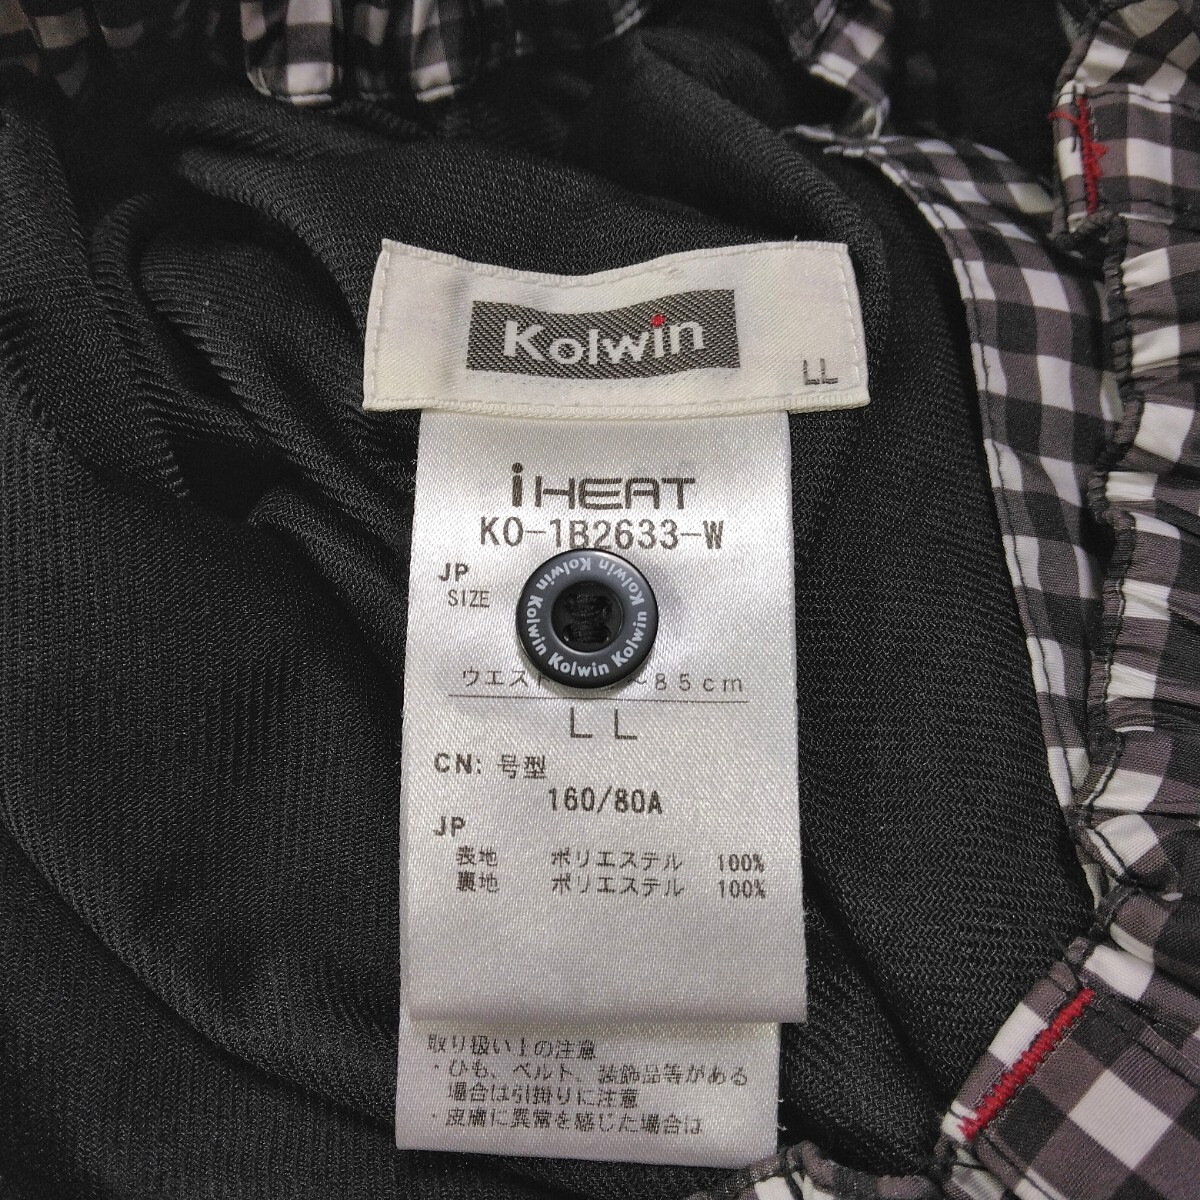 Kolwin
LL
iHEAT
KO-1B2633-W
JP
SIZE
Kolwin Kolwin Kolwin Kolwin Kolwin
ウエスト ～85cm
LL
CN: 号型
160/80A
JP
表地 ポリエステル 100%
裏地 ポリエステル 100%
取り扱い上の注意
・ひも、ベルト、装飾品等がある
場合は引掛りに注意
・皮膚に異常を感じた場合は